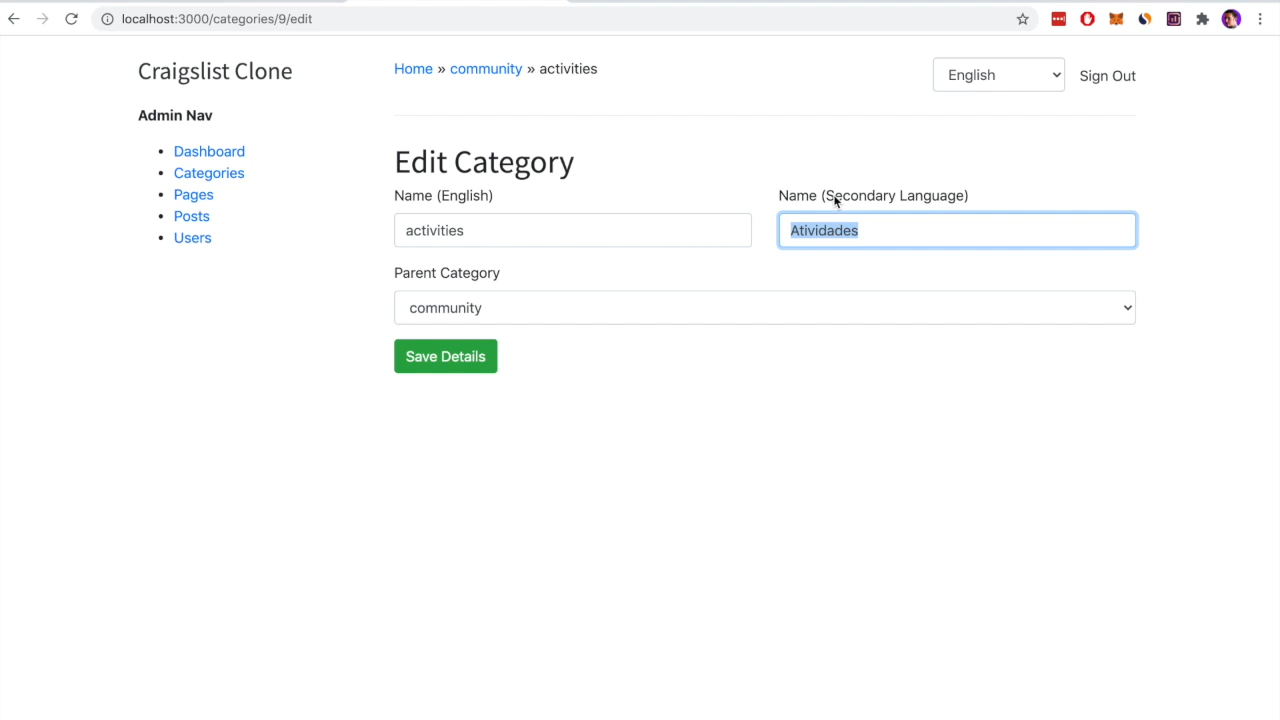 localhost:3000/categories/9/edit
Craigslist Clone
Home » community » activities
English
Sign Out
Admin Nav
Dashboard
Categories
Pages
Posts
Users
Edit Category
Name (English)
Name (Secondary Language)
activities
Atividades
Parent Category
community
Save Details